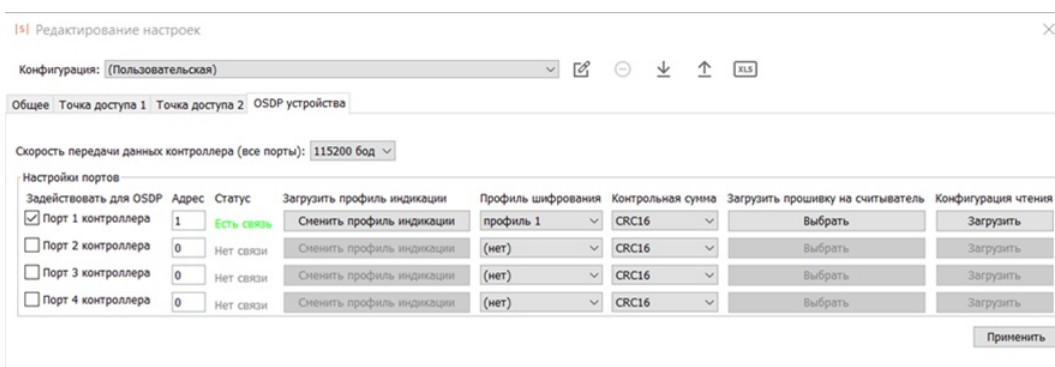 |s| Редактирование настроек
Конфигурация: (Пользовательская) XLS
Общее Точка доступа 1 Точка доступа 2 OSDP устройства
Скорость передачи данных контроллера (все порты): 115200 бод
Настройки портов
Задействовать для OSDP Адрес Статус Загрузить профиль индикации Профиль шифрования Контрольная сумма Загрузить прошивку на считыватель Конфигурация чтения
Порт 1 контроллера 1 Есть связь Сменить профиль индикации профиль 1 CRC16 Выбрать Загрузить
Порт 2 контроллера 0 Нет связи Сменить профиль индикации (нет) CRC16 Выбрать Загрузить
Порт 3 контроллера 0 Нет связи Сменить профиль индикации (нет) CRC16 Выбрать Загрузить
Порт 4 контроллера 0 Нет связи Сменить профиль индикации (нет) CRC16 Выбрать Загрузить
Применить